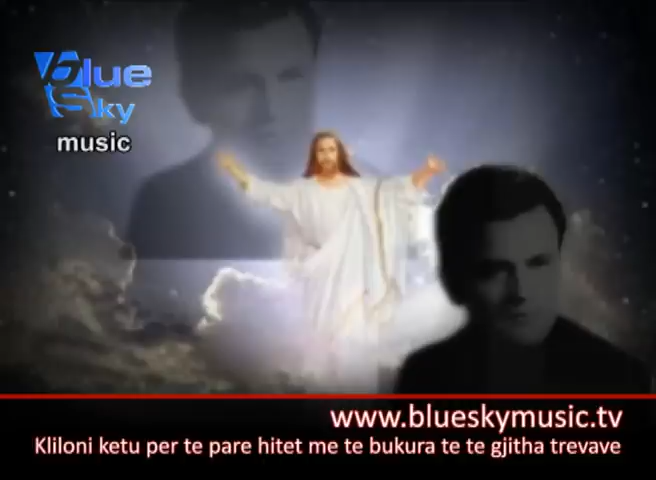 blue
Sky
music
www.blueskymusic.tv
Kliloni ketu per te pare hitet me te bukura te te gjitha trevave